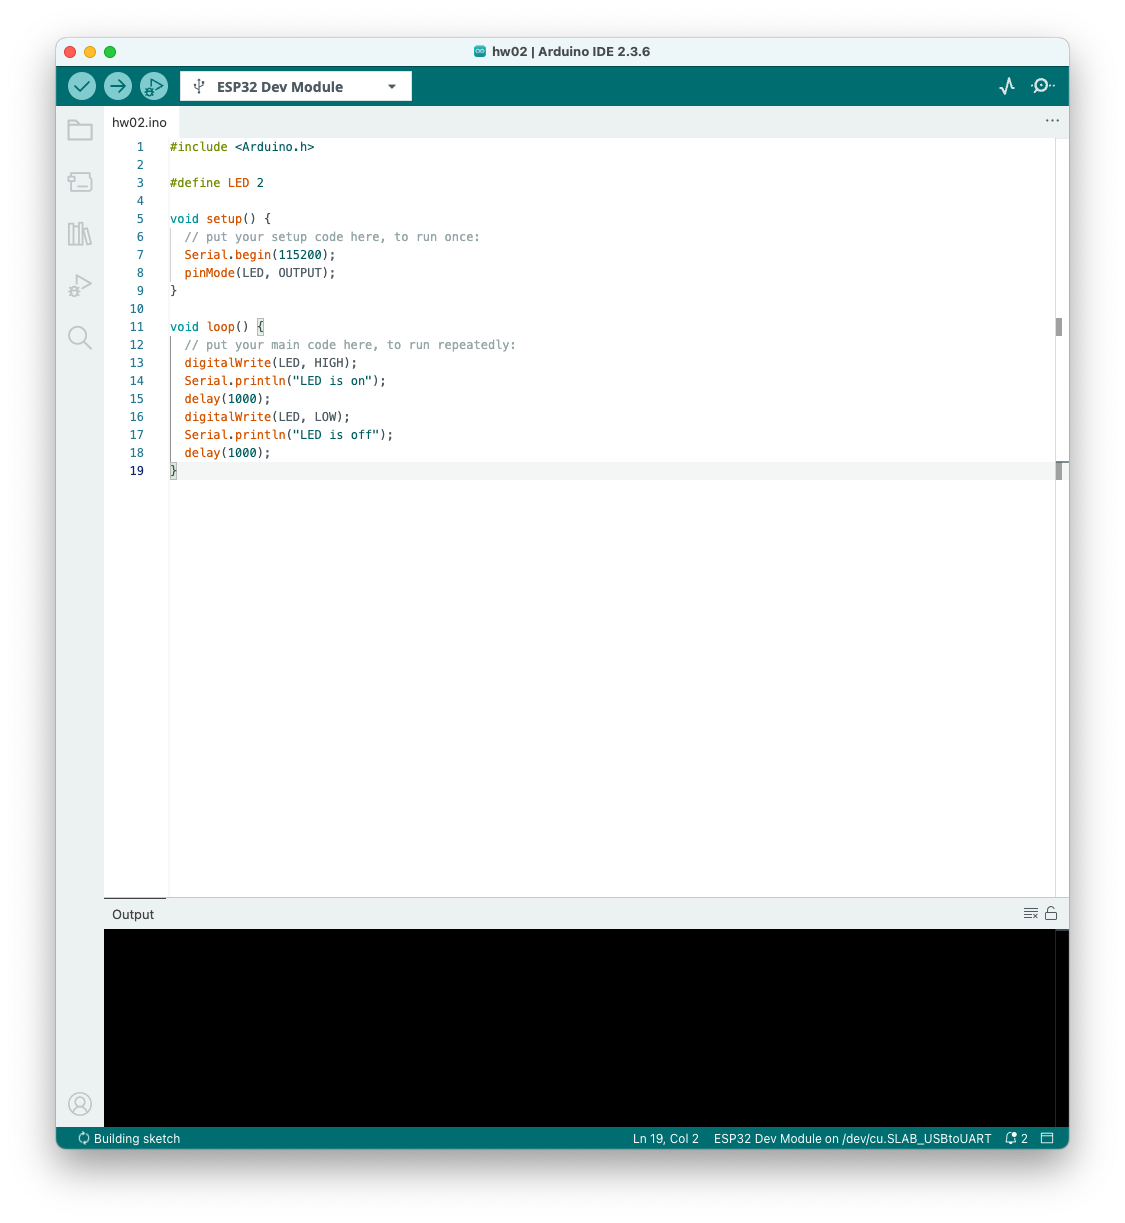 hw02 | Arduino IDE 2.3.6
ESP32 Dev Module
hw02.ino
1 #include <Arduino.h>
2
3 #define LED 2
4
5 void setup() {
6   // put your setup code here, to run once:
7   Serial.begin(115200);
8   pinMode(LED, OUTPUT);
9 }
10
11 void loop() {
12   // put your main code here, to run repeatedly:
13   digitalWrite(LED, HIGH);
14   Serial.println("LED is on");
15   delay(1000);
16   digitalWrite(LED, LOW);
17   Serial.println("LED is off");
18   delay(1000);
19 }
Output
Building sketch Ln 19, Col 2 ESP32 Dev Module on /dev/cu.SLAB_USBtoUART 2